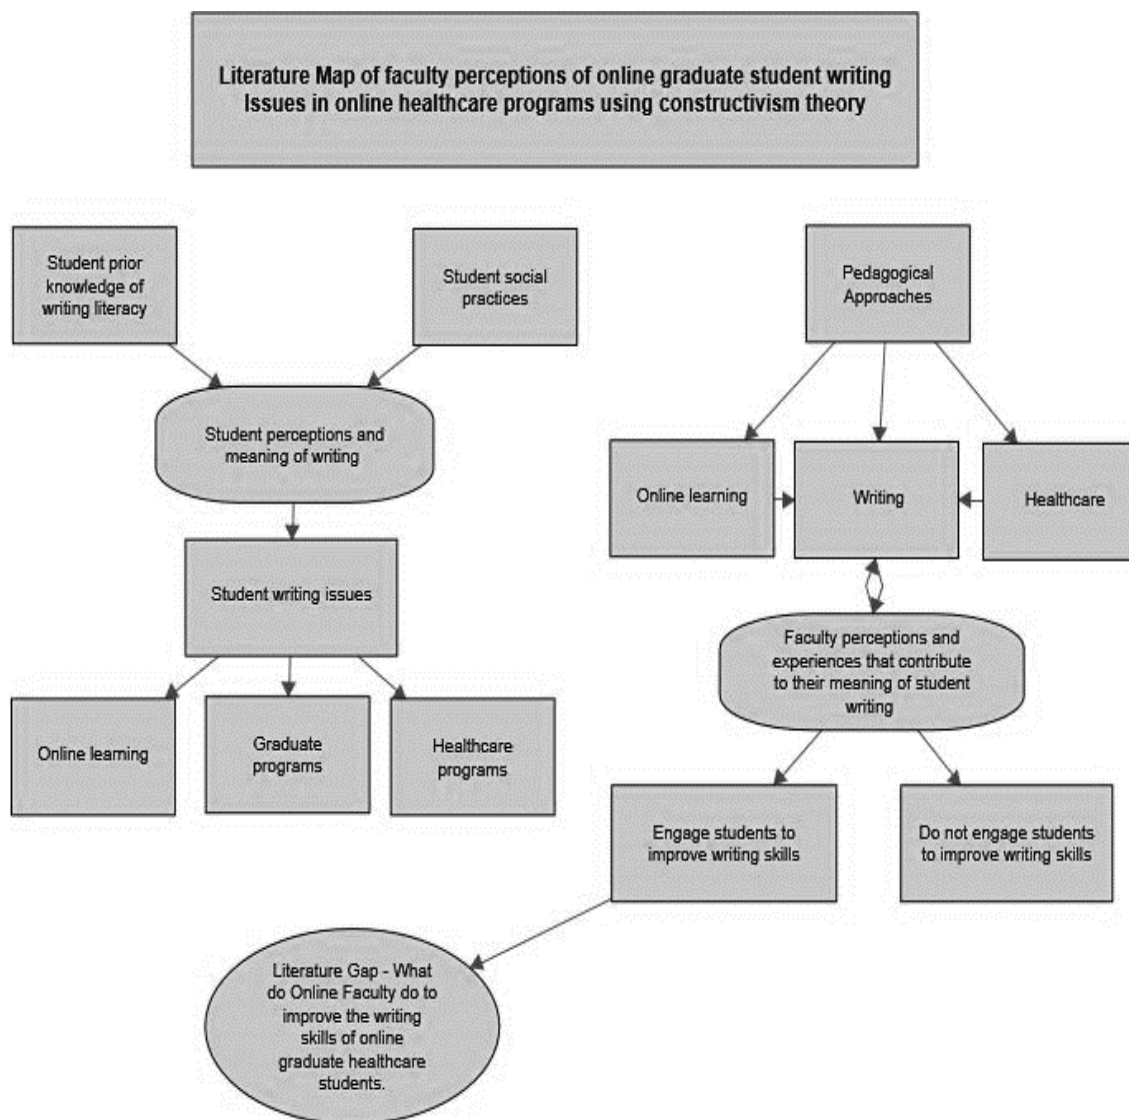 Literature Map of faculty perceptions of online graduate student writing
Issues in online healthcare programs using constructivism theory
Student prior
knowledge of
writing literacy
Student social
practices
Pedagogical
Approaches
Student perceptions and
meaning of writing
Online learning
Writing
Healthcare
Student writing issues
Faculty perceptions and
experiences that contribute
to their meaning of student
writing
Online learning
Graduate
programs
Healthcare
programs
Engage students to
improve writing skills
Do not engage students
to improve writing skills
Literature Gap - What
do Online Faculty do to
improve the writing
skills of online
graduate healthcare
students.